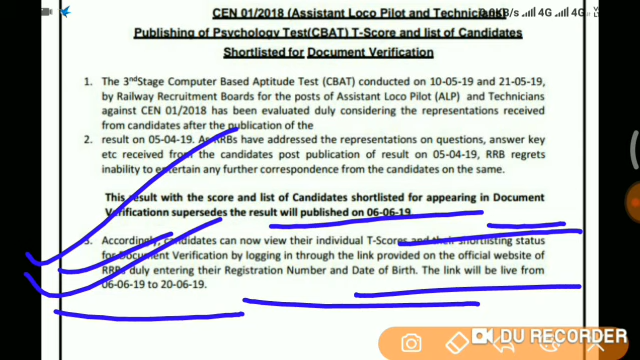 CEN 01/2018 (Assistant Loco Pilot and Technician)
0.0KB/s 4G 4G
Publishing of Psychology Test(CBAT) T-Score and list of Candidates
Shortlisted for Document Verification
1. The 3rdStage Computer Based Aptitude Test (CBAT) conducted on 10-05-19 and 21-05-19,
by Railway Recruitment Boards for the posts of Assistant Loco Pilot (ALP) and Technicians
against CEN 01/2018 has been evaluated duly considering the representations received
from candidates after the publication of the
2. result on 05-04-19. As RRBs have addressed the representations on questions, answer key
etc received from the candidates post publication of result on 05-04-19, RRB regrets
inability to entertain any further correspondence from the candidates on the same.
This result with the score and list of Candidates shortlisted for appearing in Document
Verificationn supersedes the result will published on 06-06-19
3. Accordingly, candidates can now view their individual T-Scores and their shortlisting status
for Document Verification by logging in through the link provided on the official website of
RRBs duly entering their Registration Number and Date of Birth. The link will be live from
06-06-19 to 20-06-19.
DU RECORDER